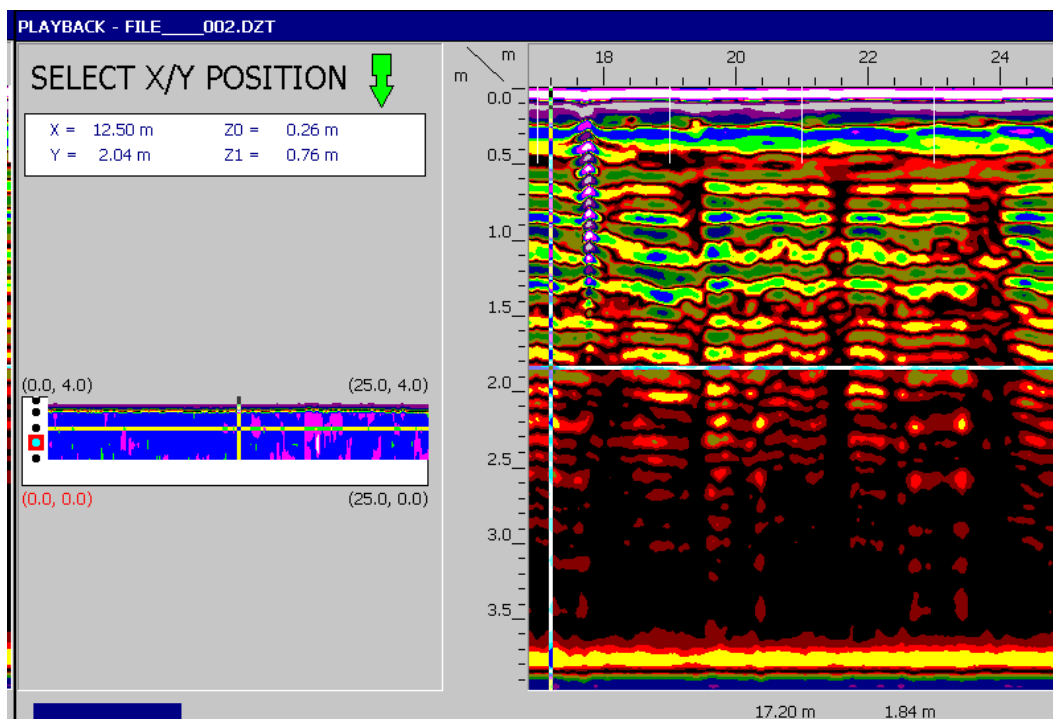 PLAYBACK - FILE____002.DZT
SELECT X/Y POSITION
X = 12.50 m Z0 = 0.26 m
Y = 2.04 m Z1 = 0.76 m
(0.0, 4.0) (25.0, 4.0)
(0.0, 0.0) (25.0, 0.0)
m
m
18 20 22 24
0.0
0.5
1.0
1.5
2.0
2.5
3.0
3.5
17.20 m 1.84 m